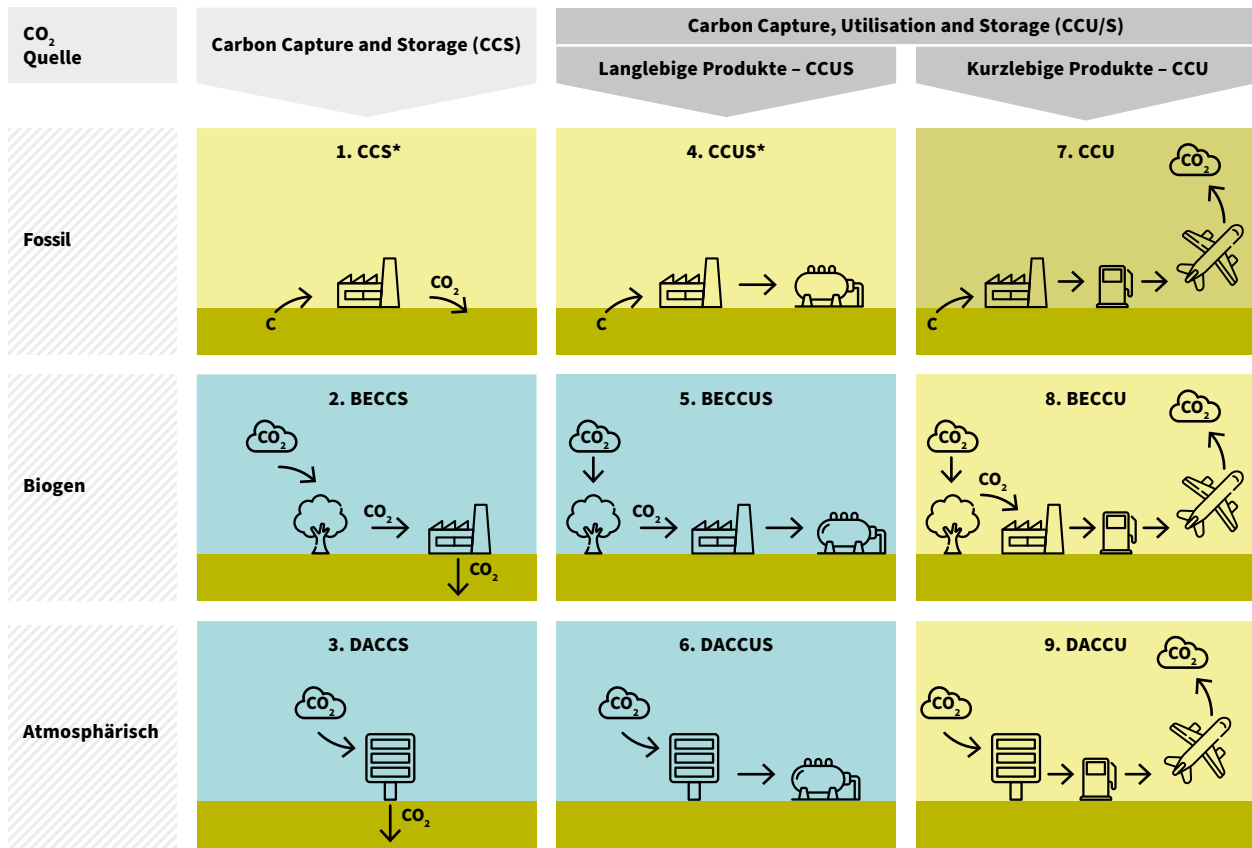 CO₂
Quelle
Carbon Capture and Storage (CCS)
Carbon Capture, Utilisation and Storage (CCU/S)
Langlebige Produkte – CCUS
Kurzlebige Produkte – CCU
Fossil
1. CCS*
C
CO₂
4. CCUS*
C
7. CCU
CO₂
C
Biogen
2. BECCS
CO₂
CO₂
CO₂
5. BECCUS
CO₂
CO₂
8. BECCU
CO₂
CO₂
CO₂
Atmosphärisch
3. DACCS
CO₂
CO₂
6. DACCUS
CO₂
9. DACCU
CO₂
CO₂